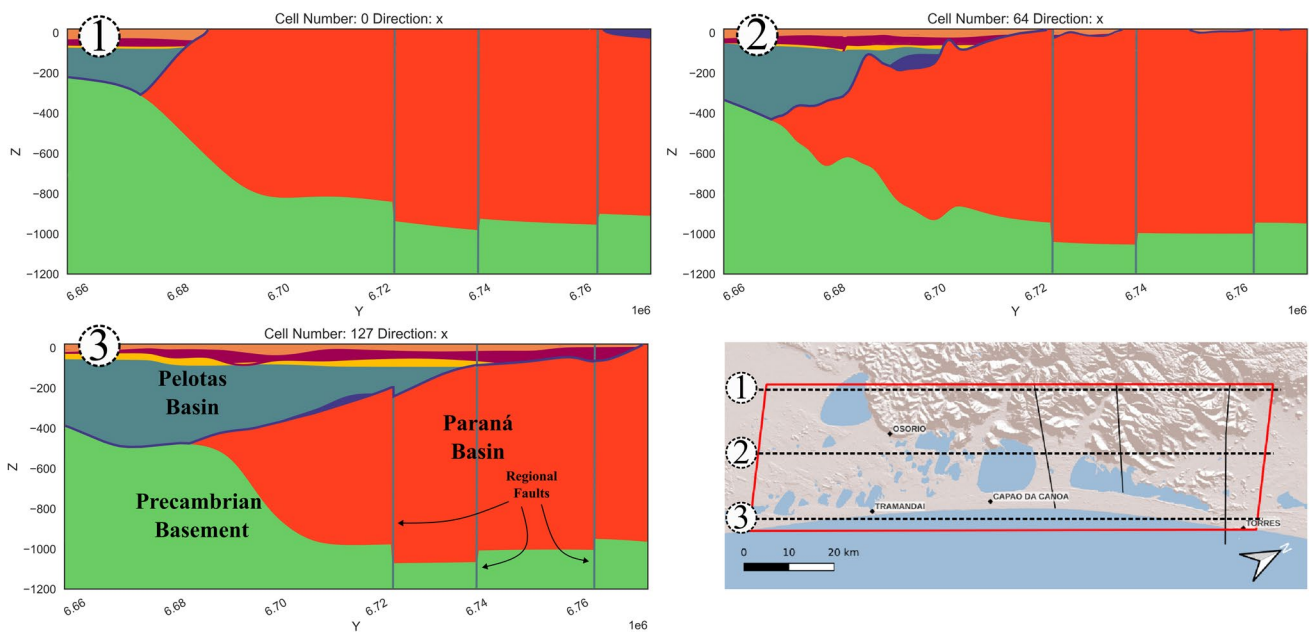 Cell Number: 0 Direction: x
1
0
−200
−400
−600
−800
−1000
−1200
Z
6.66
6.68
6.70
6.72
6.74
6.76
Y
1e6
Cell Number: 64 Direction: x
2
0
−200
−400
−600
−800
−1000
−1200
Z
6.66
6.68
6.70
6.72
6.74
6.76
Y
1e6
Cell Number: 127 Direction: x
3
Pelotas
Basin
Paraná
Basin
Regional
Faults
Precambrian
Basement
0
−200
−400
−600
−800
−1000
−1200
Z
6.66
6.68
6.70
6.72
6.74
6.76
Y
1e6
1
2
3
OSORIO
CAPAO DA CANOA
TRAMANDAI
TORRES
0 10 20 km
N